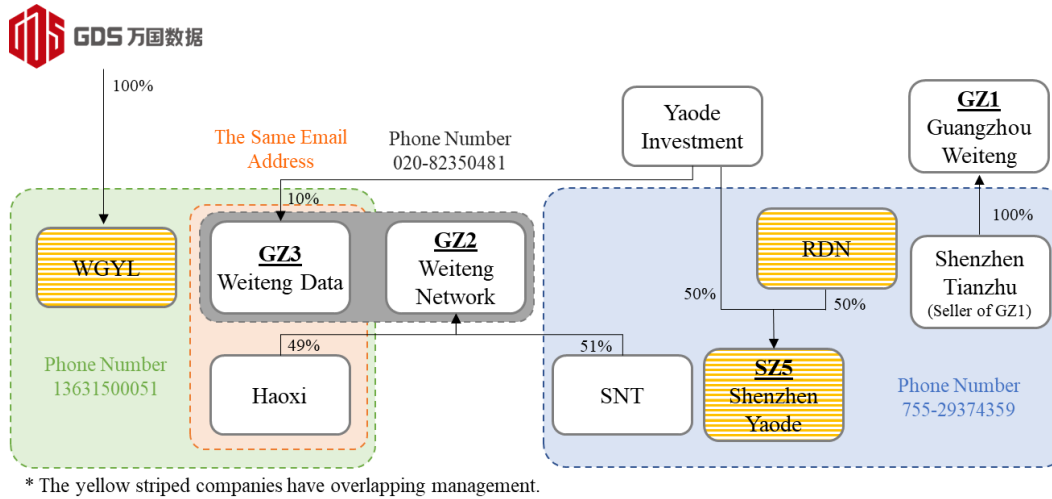 GDS 万国数据
100%
The Same Email
Address
Phone Number
020-82350481
Yaode
Investment
GZ1
Guangzhou
Weiteng
10%
100%
WGYL
GZ3
Weiteng Data
GZ2
Weiteng
Network
RDN
Shenzhen
Tianzhu
(Seller of GZ1)
50%
50%
49%
51%
Phone Number
13631500051
Haoxi
SNT
SZ5
Shenzhen
Yaode
Phone Number
755-29374359
* The yellow striped companies have overlapping management.